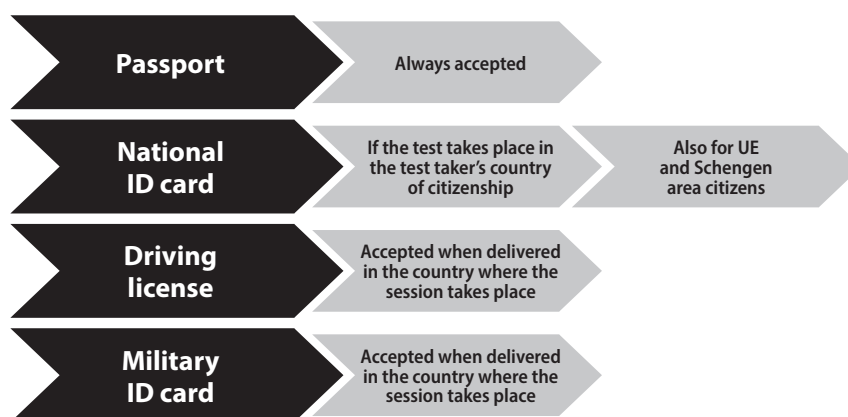 Passport
Always accepted
National
ID card
If the test takes place in
the test taker's country
of citizenship
Also for UE
and Schengen
area citizens
Driving
license
Accepted when delivered
in the country where the
session takes place
Military
ID card
Accepted when delivered
in the country where the
session takes place